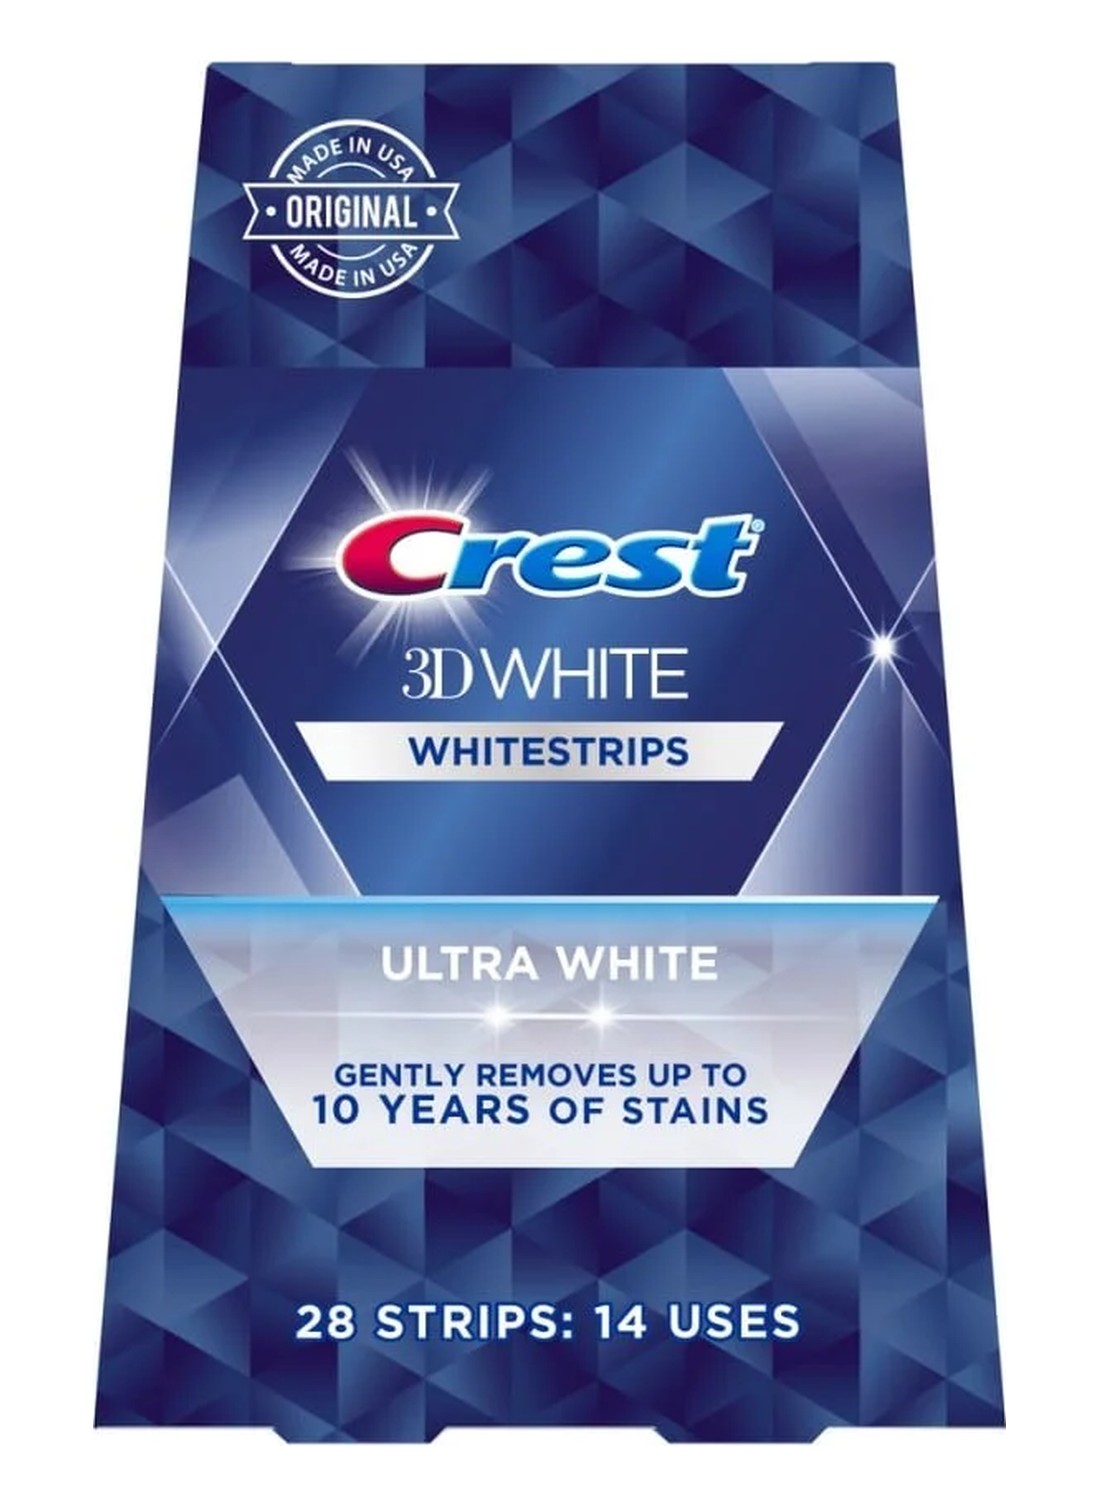 MADE IN USA
• ORIGINAL •
MADE IN USA
Crest®
3D WHITE
WHITESTRIPS
ULTRA WHITE
GENTLY REMOVES UP TO
10 YEARS OF STAINS
28 STRIPS: 14 USES